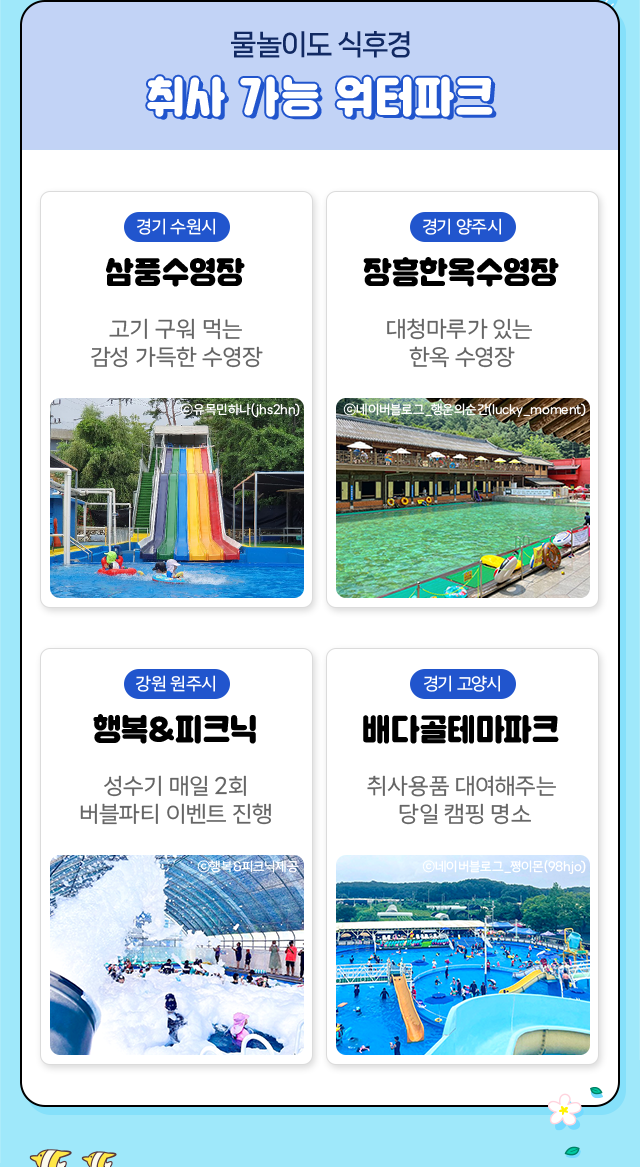 물놀이도 식후경
취사 가능 워터파크
경기 수원시
삼풍수영장
고기 구워 먹는
감성 가득한 수영장
ⓒ유목민하나(jhs2hn)
경기 양주시
장흥한옥수영장
대청마루가 있는
한옥 수영장
ⓒ네이버블로그_행운의순간(lucky_moment)
강원 원주시
행복&피크닉
성수기 매일 2회
버블파티 이벤트 진행
ⓒ행복&피크닉제공
경기 고양시
배다골테마파크
취사용품 대여해주는
당일 캠핑 명소
ⓒ네이버블로그_쩡이몬(98hjo)